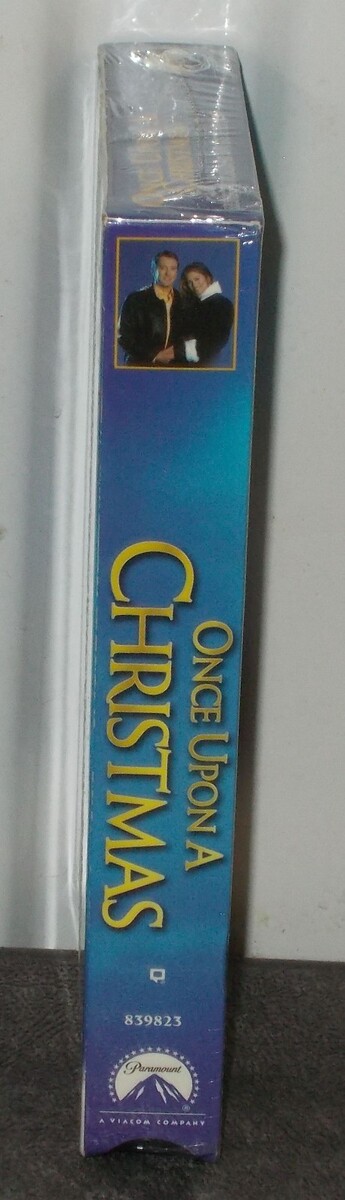 ONCE UPON A
CHRISTMAS
839823
Paramount
®
A VIACOM COMPANY